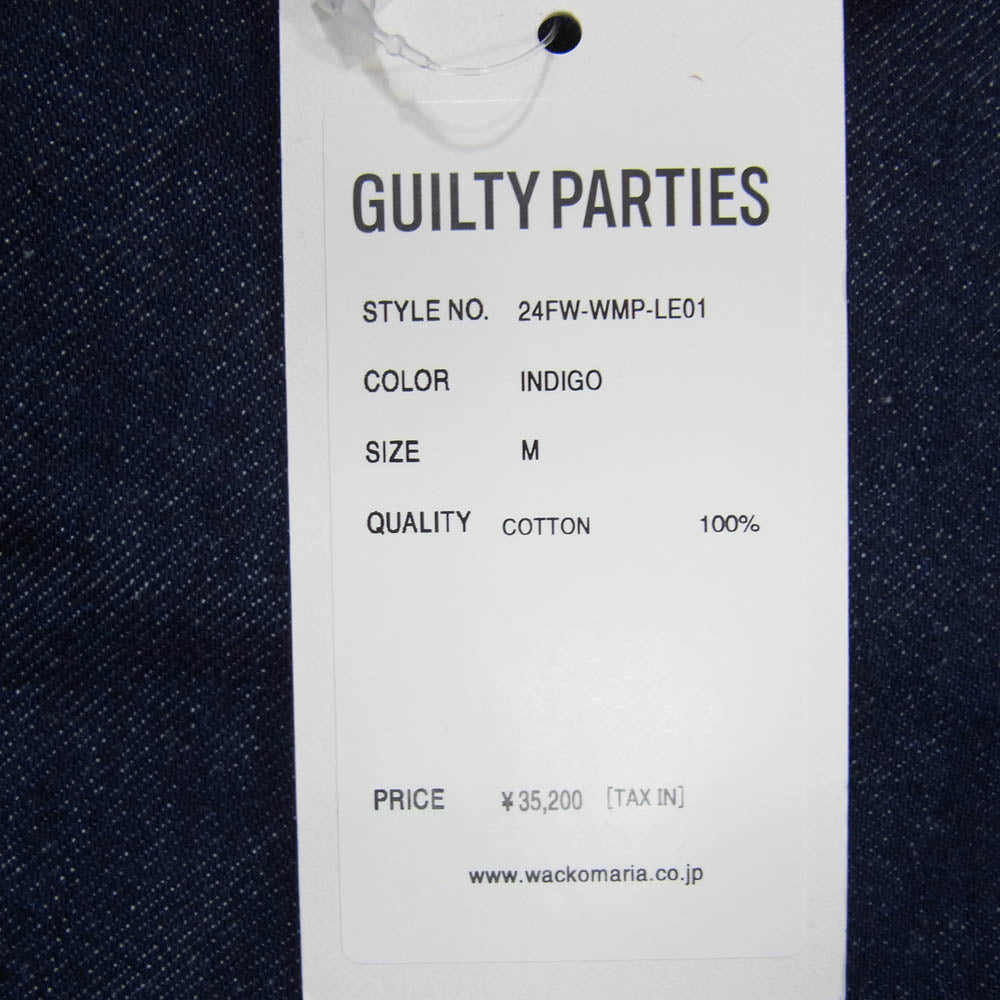 GUILTY PARTIES
STYLE NO. 24FW-WMP-LE01
COLOR INDIGO
SIZE M
QUALITY COTTON 100%
PRICE ¥35,200 [TAX IN]
www.wackomaria.co.jp